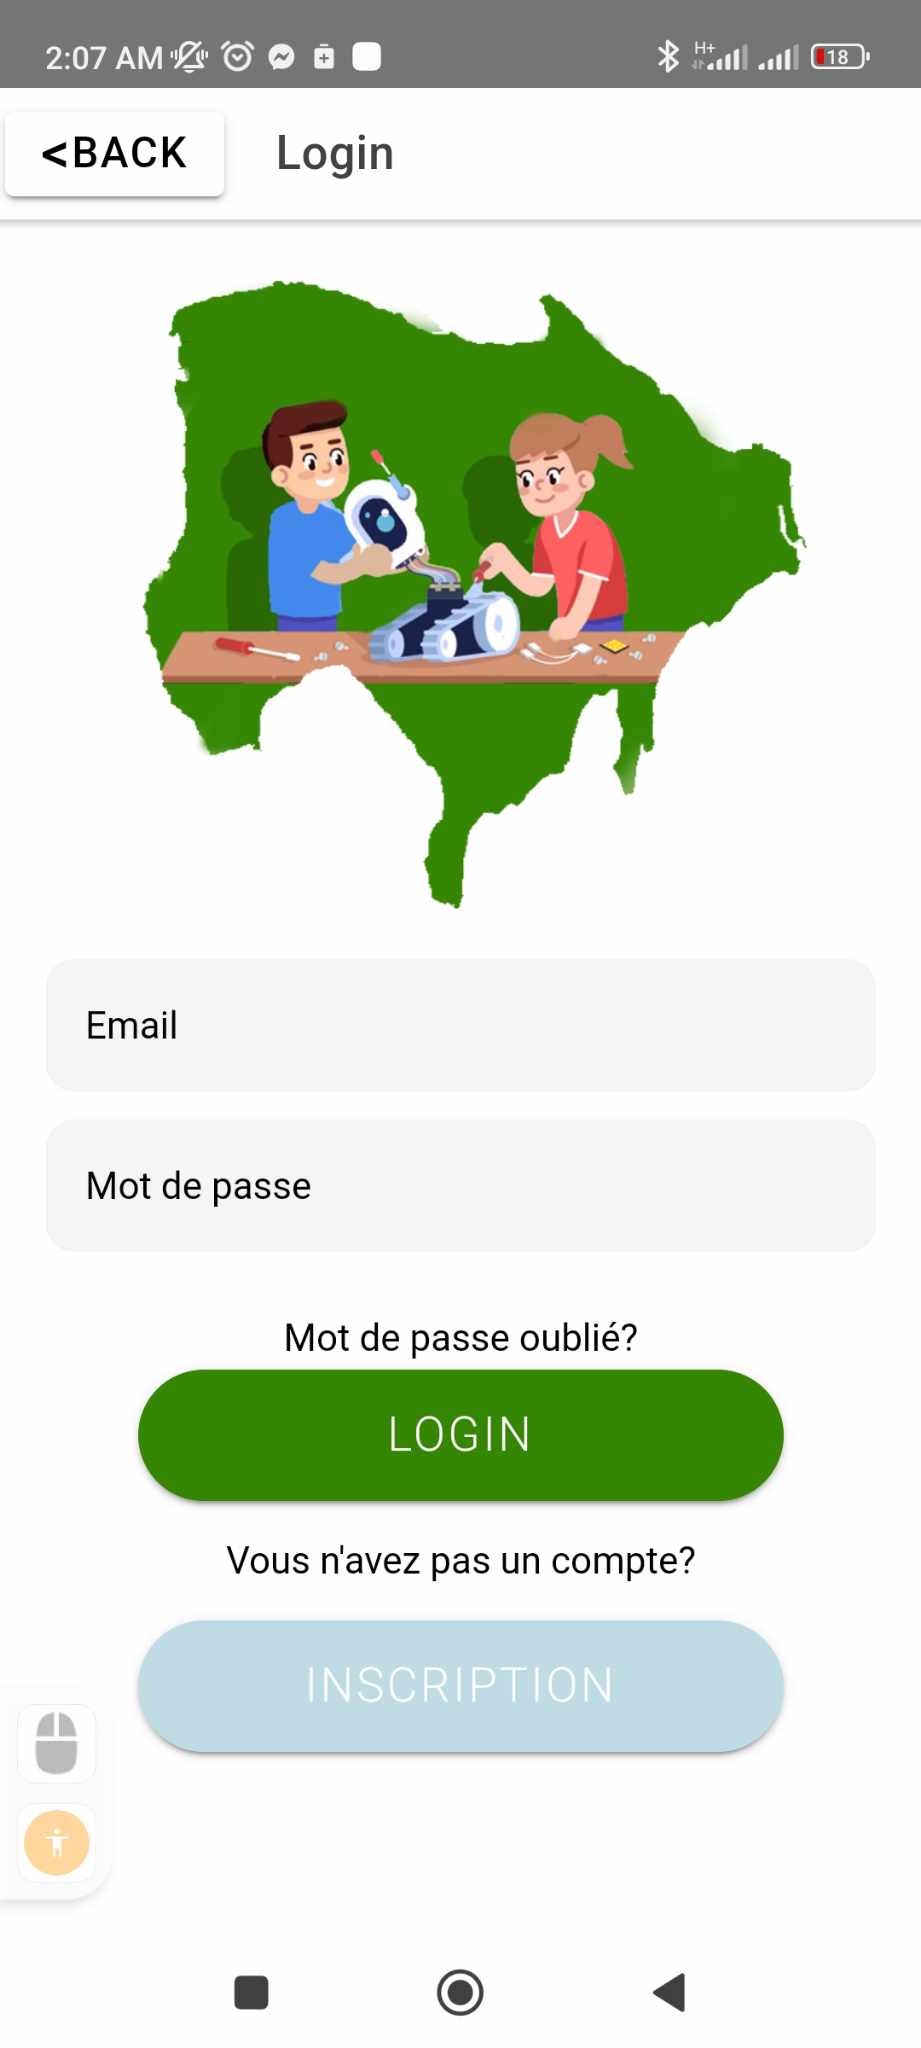 2:07 AM H+ 18
<BACK Login
Email
Mot de passe
Mot de passe oublié?
LOGIN
Vous n'avez pas un compte?
INSCRIPTION